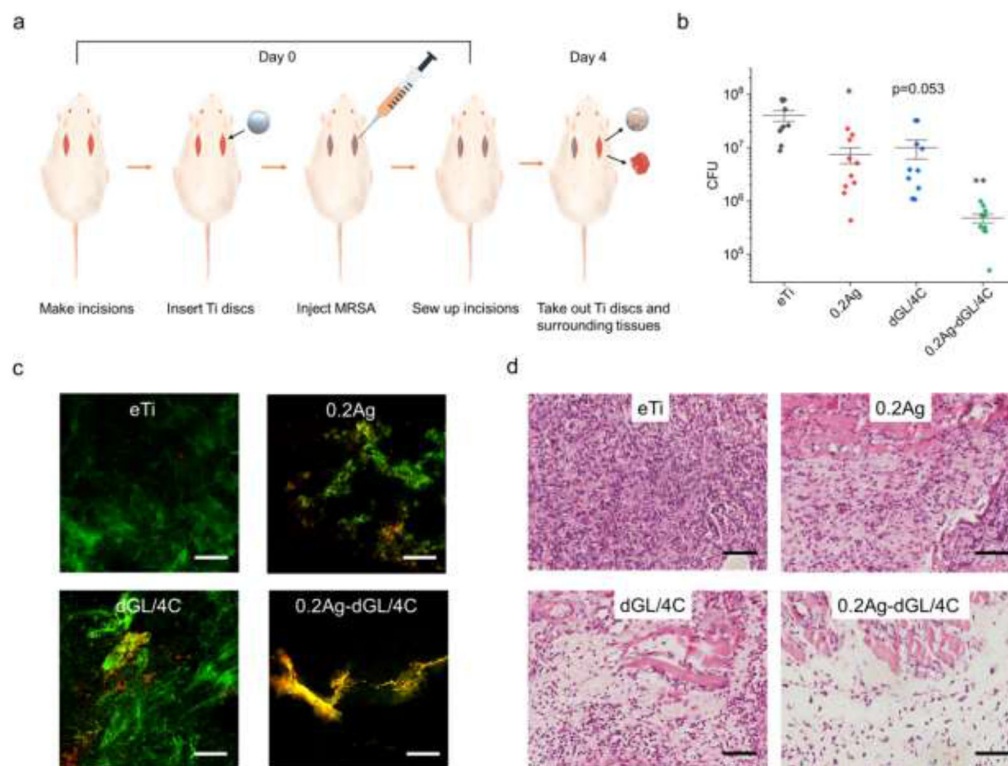 a
Day 0
Day 4
Make incisions
Insert Ti discs
Inject MRSA
Sew up incisions
Take out Ti discs and
surrounding tissues
b
p=0.053
**
10⁸
10⁷
10⁶
10⁵
CFU
eTi
0.2Ag
dGL/4C
0.2Ag-dGL/4C
c
eTi
0.2Ag
dGL/4C
0.2Ag-dGL/4C
d
eTi
0.2Ag
dGL/4C
0.2Ag-dGL/4C